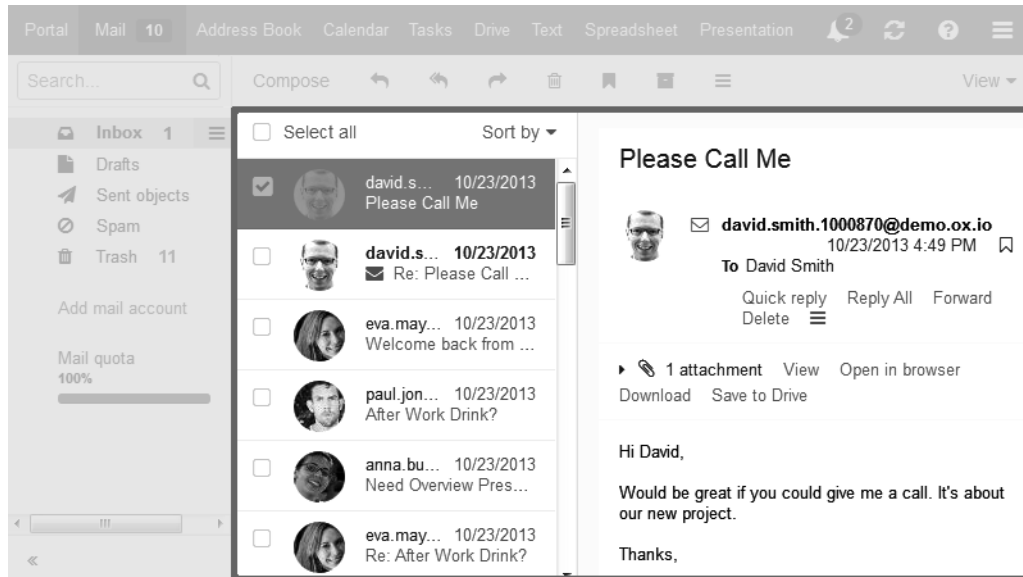 Portal Mail 10 Address Book Calendar Tasks Drive Text Spreadsheet Presentation 2
Search... Compose View
Inbox 1
Drafts
Sent objects
Spam
Trash 11
Add mail account
Mail quota
100%
Select all Sort by
david.s... 10/23/2013
Please Call Me
david.s... 10/23/2013
Re: Please Call ...
eva.may... 10/23/2013
Welcome back from ...
paul.jon... 10/23/2013
After Work Drink?
anna.bu... 10/23/2013
Need Overview Pres...
eva.may... 10/23/2013
Re: After Work Drink?
Please Call Me
david.smith.1000870@demo.ox.io
10/23/2013 4:49 PM
To David Smith
Quick reply Reply All Forward
Delete
1 attachment View Open in browser
Download Save to Drive
Hi David,
Would be great if you could give me a call. It's about
our new project.
Thanks,